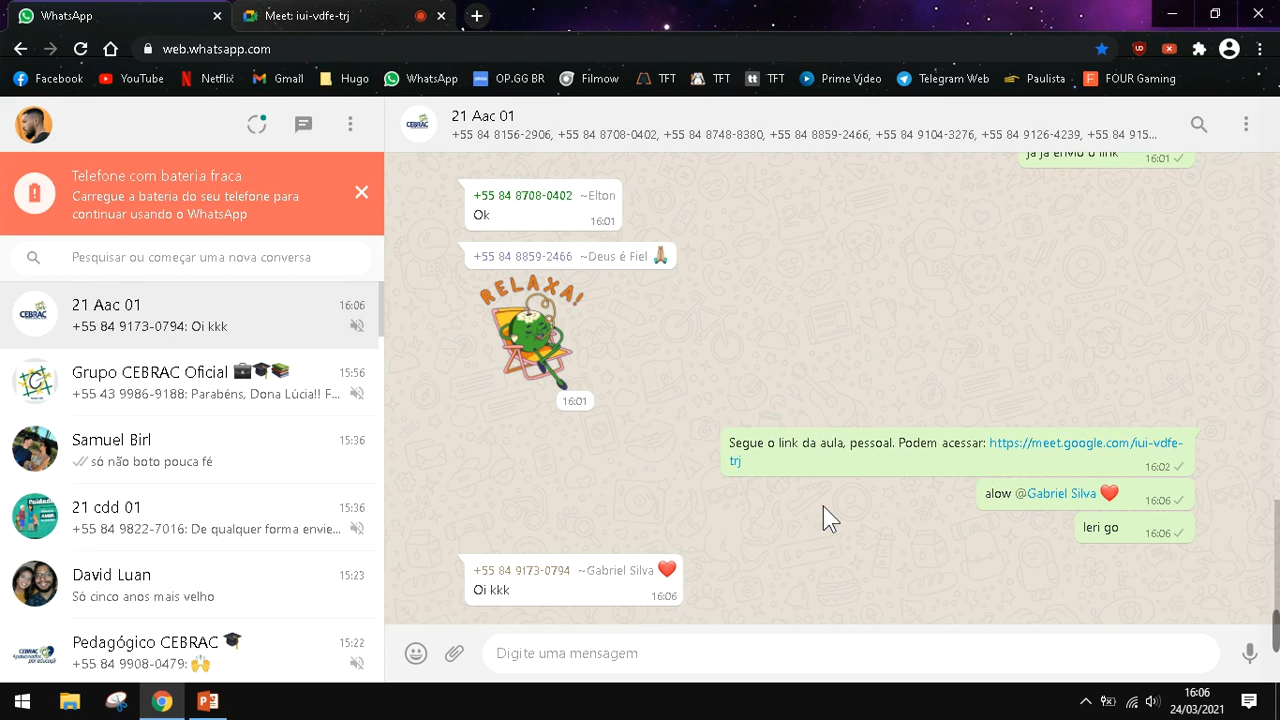 WhatsApp
Meet: iui-vdfe-trj
web.whatsapp.com
Facebook
YouTube
Netflix
Gmail
Hugo
WhatsApp
OP.GG BR
Filmow
TFT
TFT
TFT
Prime Video
Telegram Web
Paulista
FOUR Gaming
Telefone com bateria fraca
Carregue a bateria do seu telefone para
continuar usando o WhatsApp
Pesquisar ou começar uma nova conversa
21 Aac 01 16:06
+55 84 9173-0794: Oi kkk
Grupo CEBRAC Oficial 💼🎓📚 15:56
+55 43 9986-9188: Parabéns, Dona Lúcia!! F...
Samuel Birl 15:36
só não boto pouca fé
21 cdd 01 15:36
+55 84 9822-7016: De qualquer forma envie...
David Luan 15:23
Só cinco anos mais velho
Pedagógico CEBRAC 🎓 15:22
+55 84 9908-0479: 🙌
21 Aac 01
+55 84 8156-2906, +55 84 8708-0402, +55 84 8748-8380, +55 84 8859-2466, +55 84 9104-3276, +55 84 9126-4239, +55 84 915...
já já envio o link
16:01
+55 84 8708-0402 ~Elton
Ok
16:01
+55 84 8859-2466 ~Deus é Fiel 🙏🏽
RELAXA!
16:01
Segue o link da aula, pessoal. Podem acessar: https://meet.google.com/iui-vdfe-
trj
16:02
alow @Gabriel Silva ❤️ 16:06
leri go 16:06
+55 84 9173-0794 ~Gabriel Silva ❤️
Oi kkk
16:06
Digite uma mensagem
16:06
24/03/2021